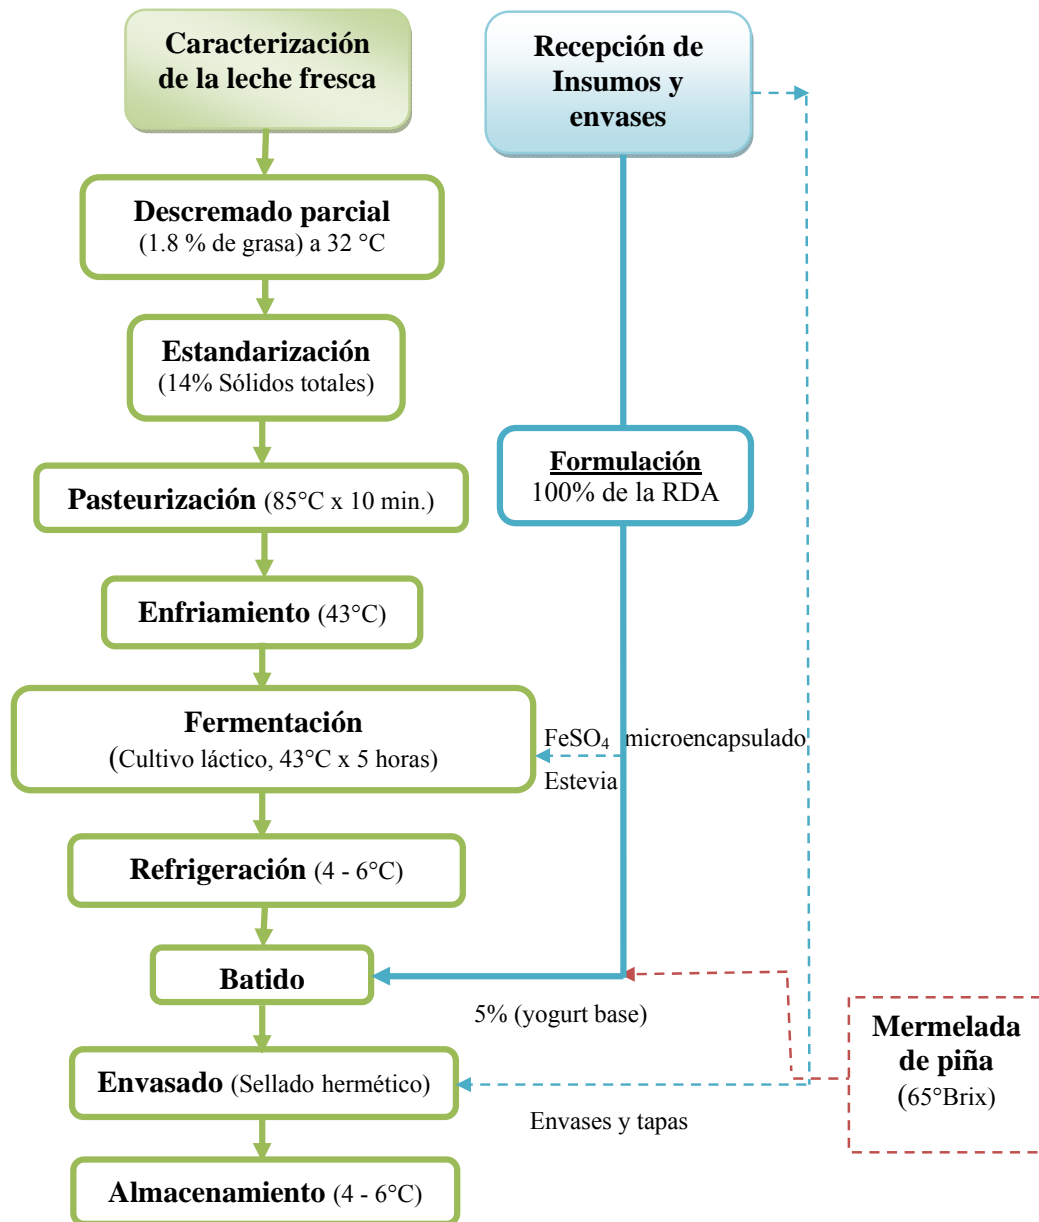 Caracterización
de la leche fresca
Recepción de
Insumos y
envases
Descremado parcial
(1.8 % de grasa) a 32 °C
Estandarización
(14% Sólidos totales)
Formulación
100% de la RDA
Pasteurización (85°C x 10 min.)
Enfriamiento (43°C)
Fermentación
(Cultivo láctico, 43°C x 5 horas)
FeSO₄ microencapsulado
Estevia
Refrigeración (4 - 6°C)
Batido
5% (yogurt base)
Mermelada
de piña
(65°Brix)
Envasado (Sellado hermético)
Envases y tapas
Almacenamiento (4 - 6°C)